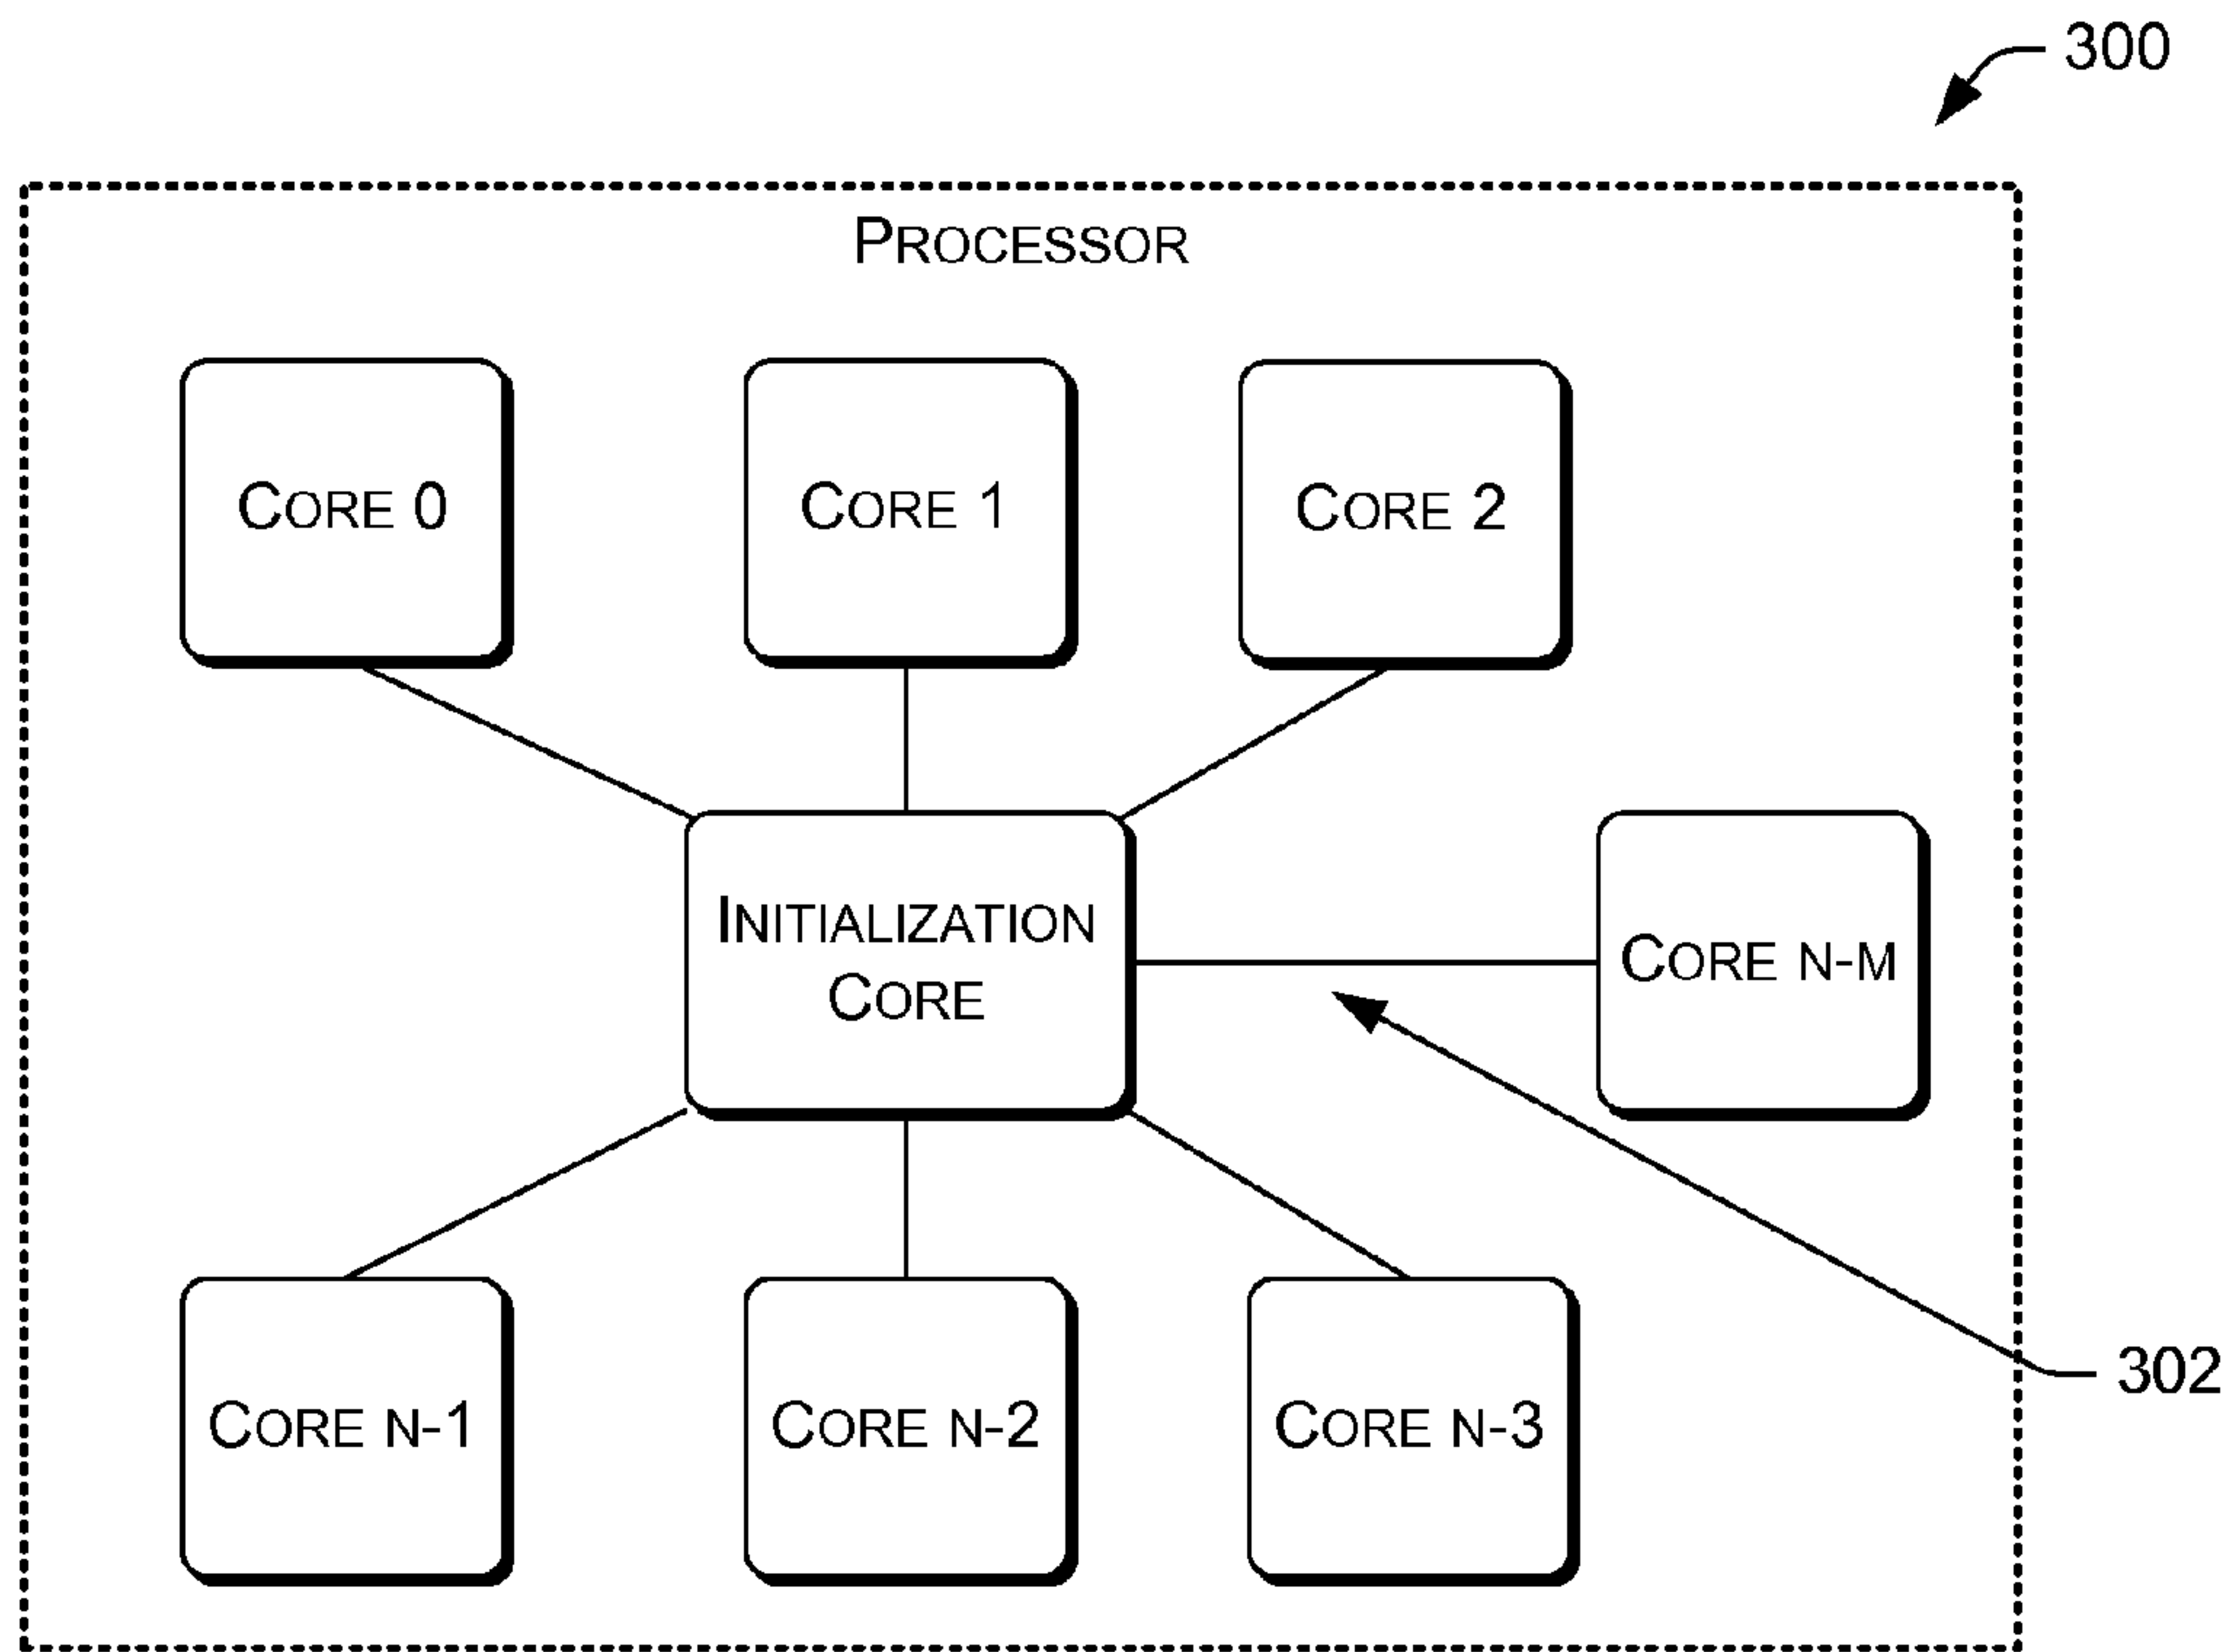 300
PROCESSOR
CORE 0
CORE 1
CORE 2
INITIALIZATION
CORE
CORE N-M
302
CORE N-1
CORE N-2
CORE N-3